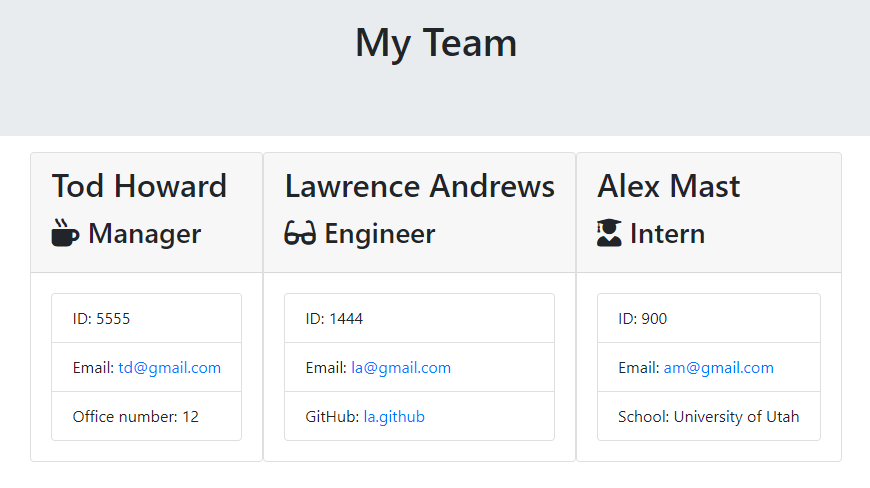 My Team
Tod Howard
Manager
ID: 5555
Email: td@gmail.com
Office number: 12
Lawrence Andrews
Engineer
ID: 1444
Email: la@gmail.com
GitHub: la.github
Alex Mast
Intern
ID: 900
Email: am@gmail.com
School: University of Utah